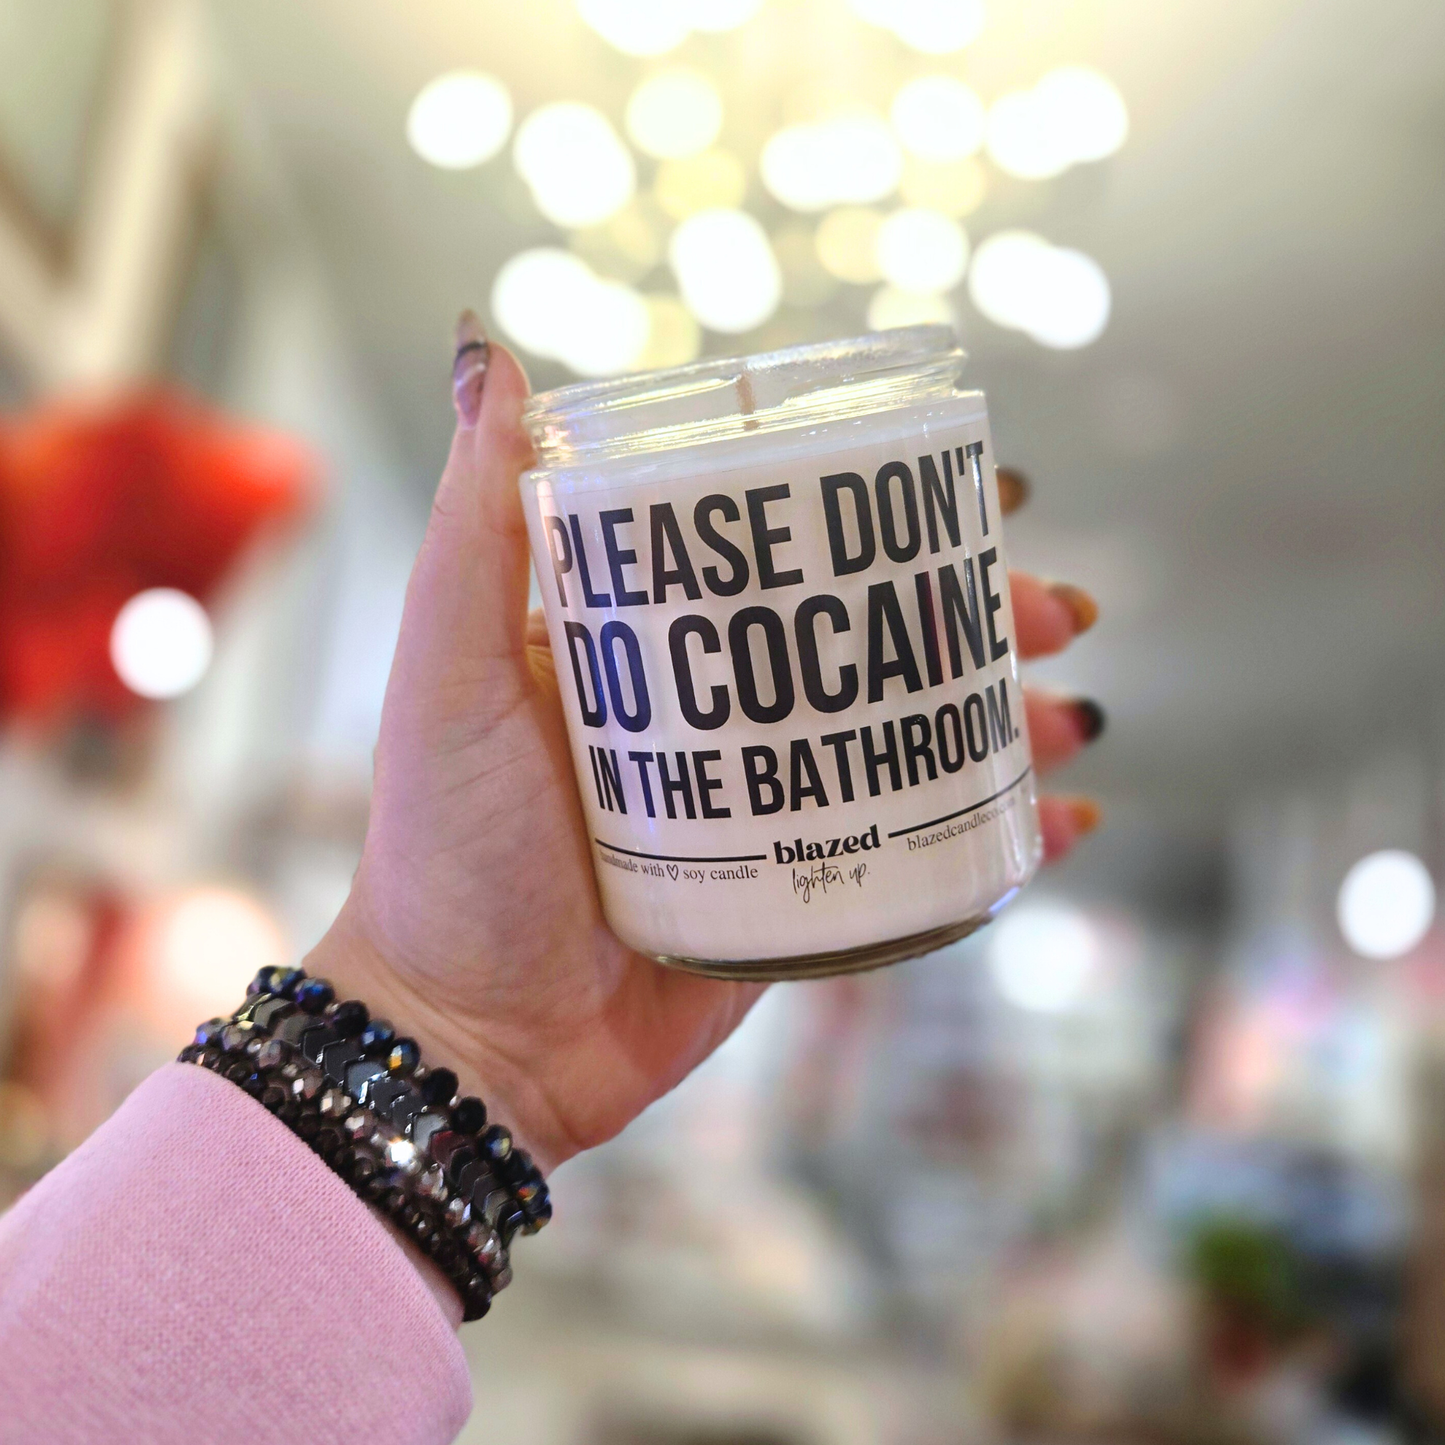 PLEASE DON'T
DO COCAINE
IN THE BATHROOM.
handmade with♡ soy candle
blazed
lighten up.
blazedcandleco.com